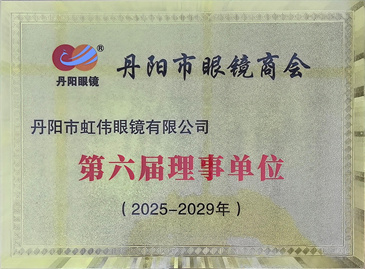 ®
丹阳眼镜
丹阳市眼镜商会
丹阳市虹伟眼镜有限公司
第六届理事单位
（2025-2029年）